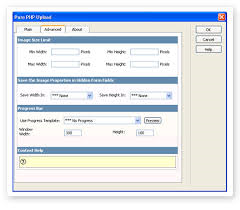 Pure PHP Upload
Main Advanced About
OK
Cancel
Help
Image Size Limit
Min Width: Pixels Min Height: Pixels
Max Width: Pixels Max Height: Pixels
Save the Image Properties in Hidden Form Fields
Save Width In: *** None Save Height In: *** None
Progress Bar
Use Progress Template: *** No Progress Preview
Window Width: 300 Height: 100
Context Help